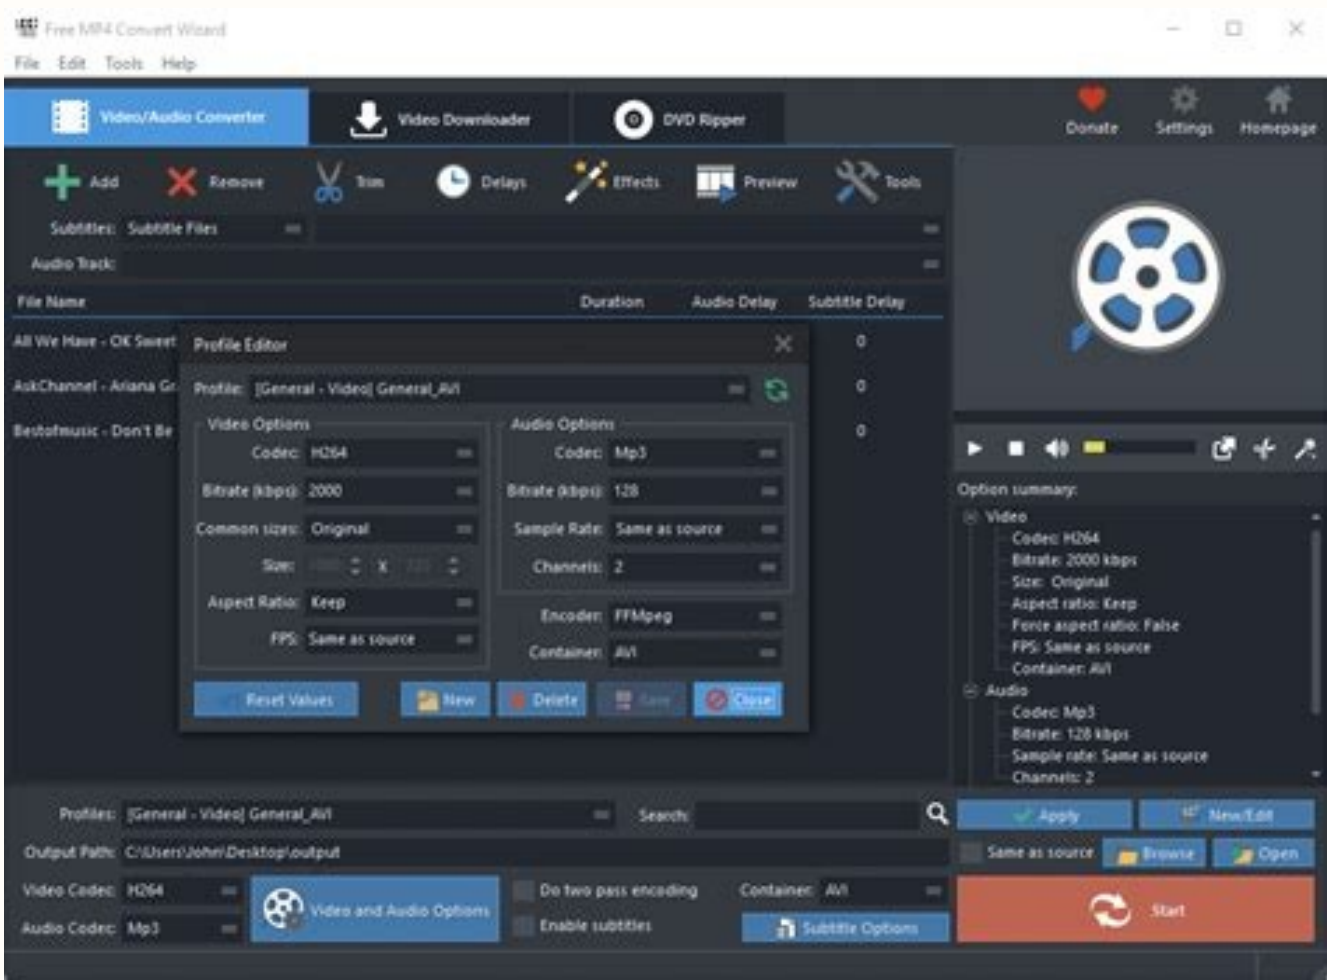 Free MP4 Convert Wizard
File Edit Tools Help
Video/Audio Converter Video Downloader DVD Ripper Donate Settings Homepage
Add Remove Trim Delays Effects Preview Tools
Subtitles: Subtitle Files
Audio Track:
File Name Duration Audio Delay Subtitle Delay
All We Have - OK Sweet 0
AskChannel - Ariana Gr 0
Bestofmusic - Don't Be 0
Profile Editor
Profile: [General - Video] General_AVI
Video Options
Codec: H264
Bitrate (kbps): 2000
Common sizes: Original
Size: X
Aspect Ratio: Keep
FPS: Same as source
Audio Options
Codec: Mp3
Bitrate (kbps): 128
Sample Rate: Same as source
Channels: 2
Encoder: FFMpeg
Container: AVI
Reset Values New Delete Save Close
Option summary:
Video
Codec: H264
Bitrate: 2000 kbps
Size: Original
Aspect ratio: Keep
Force aspect ratio: False
FPS: Same as source
Container: AVI
Audio
Codec: Mp3
Bitrate: 128 kbps
Sample rate: Same as source
Channels: 2
Profiles: [General - Video] General_AVI Search: Apply New/Edit
Output Path: C:\Users\John\Desktop\output Same as source Browse Open
Video Codec: H264
Audio Codec: Mp3
Video and Audio Options
Do two pass encoding
Enable subtitles
Container: AVI
Subtitle Options
Start